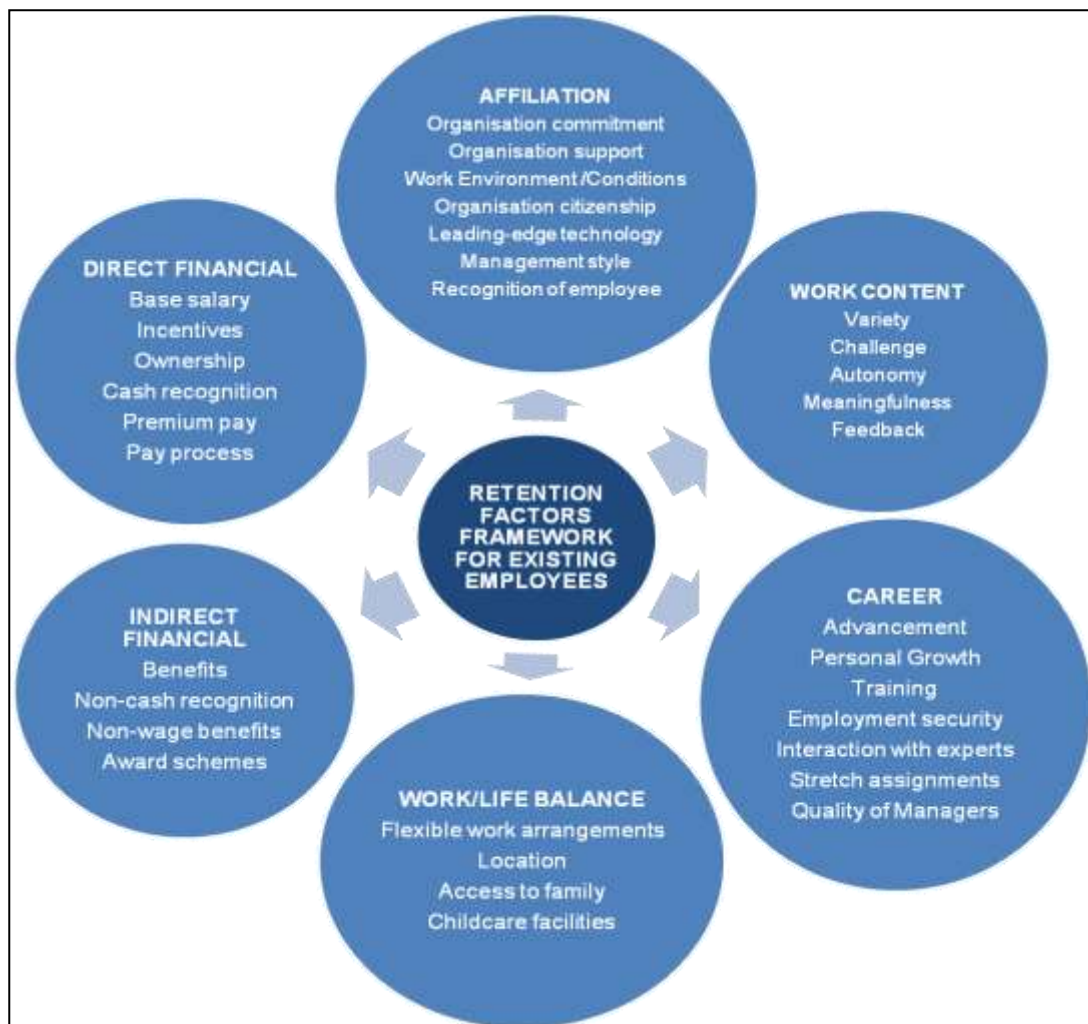 AFFILIATION
Organisation commitment
Organisation support
Work Environment /Conditions
Organisation citizenship
Leading-edge technology
Management style
Recognition of employee
DIRECT FINANCIAL
Base salary
Incentives
Ownership
Cash recognition
Premium pay
Pay process
WORK CONTENT
Variety
Challenge
Autonomy
Meaningfulness
Feedback
RETENTION
FACTORS
FRAMEWORK
FOR EXISTING
EMPLOYEES
INDIRECT
FINANCIAL
Benefits
Non-cash recognition
Non-wage benefits
Award schemes
CAREER
Advancement
Personal Growth
Training
Employment security
Interaction with experts
Stretch assignments
Quality of Managers
WORK/LIFE BALANCE
Flexible work arrangements
Location
Access to family
Childcare facilities